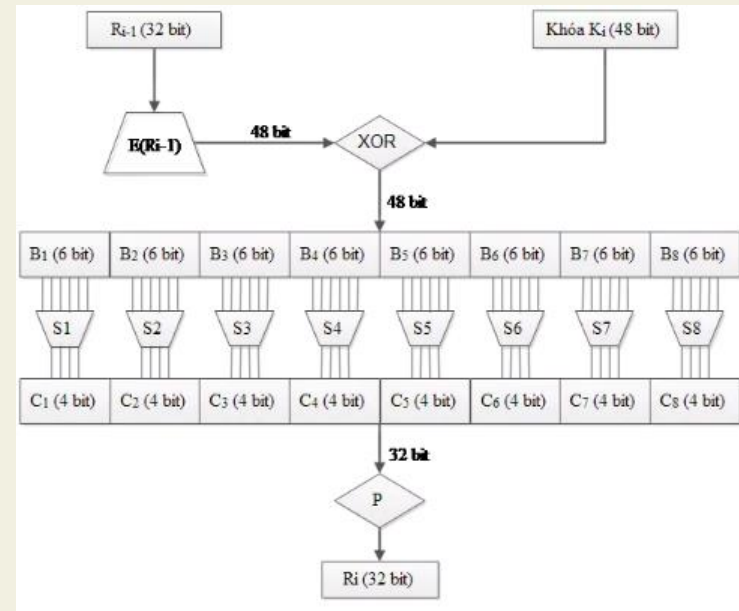 Ri-1 (32 bit) Khóa Ki (48 bit)
E(Ri-1) 48 bit XOR
48 bit
B1 (6 bit) B2 (6 bit) B3 (6 bit) B4 (6 bit) B5 (6 bit) B6 (6 bit) B7 (6 bit) B8 (6 bit)
S1 S2 S3 S4 S5 S6 S7 S8
C1 (4 bit) C2 (4 bit) C3 (4 bit) C4 (4 bit) C5 (4 bit) C6 (4 bit) C7 (4 bit) C8 (4 bit)
32 bit
P
Ri (32 bit)